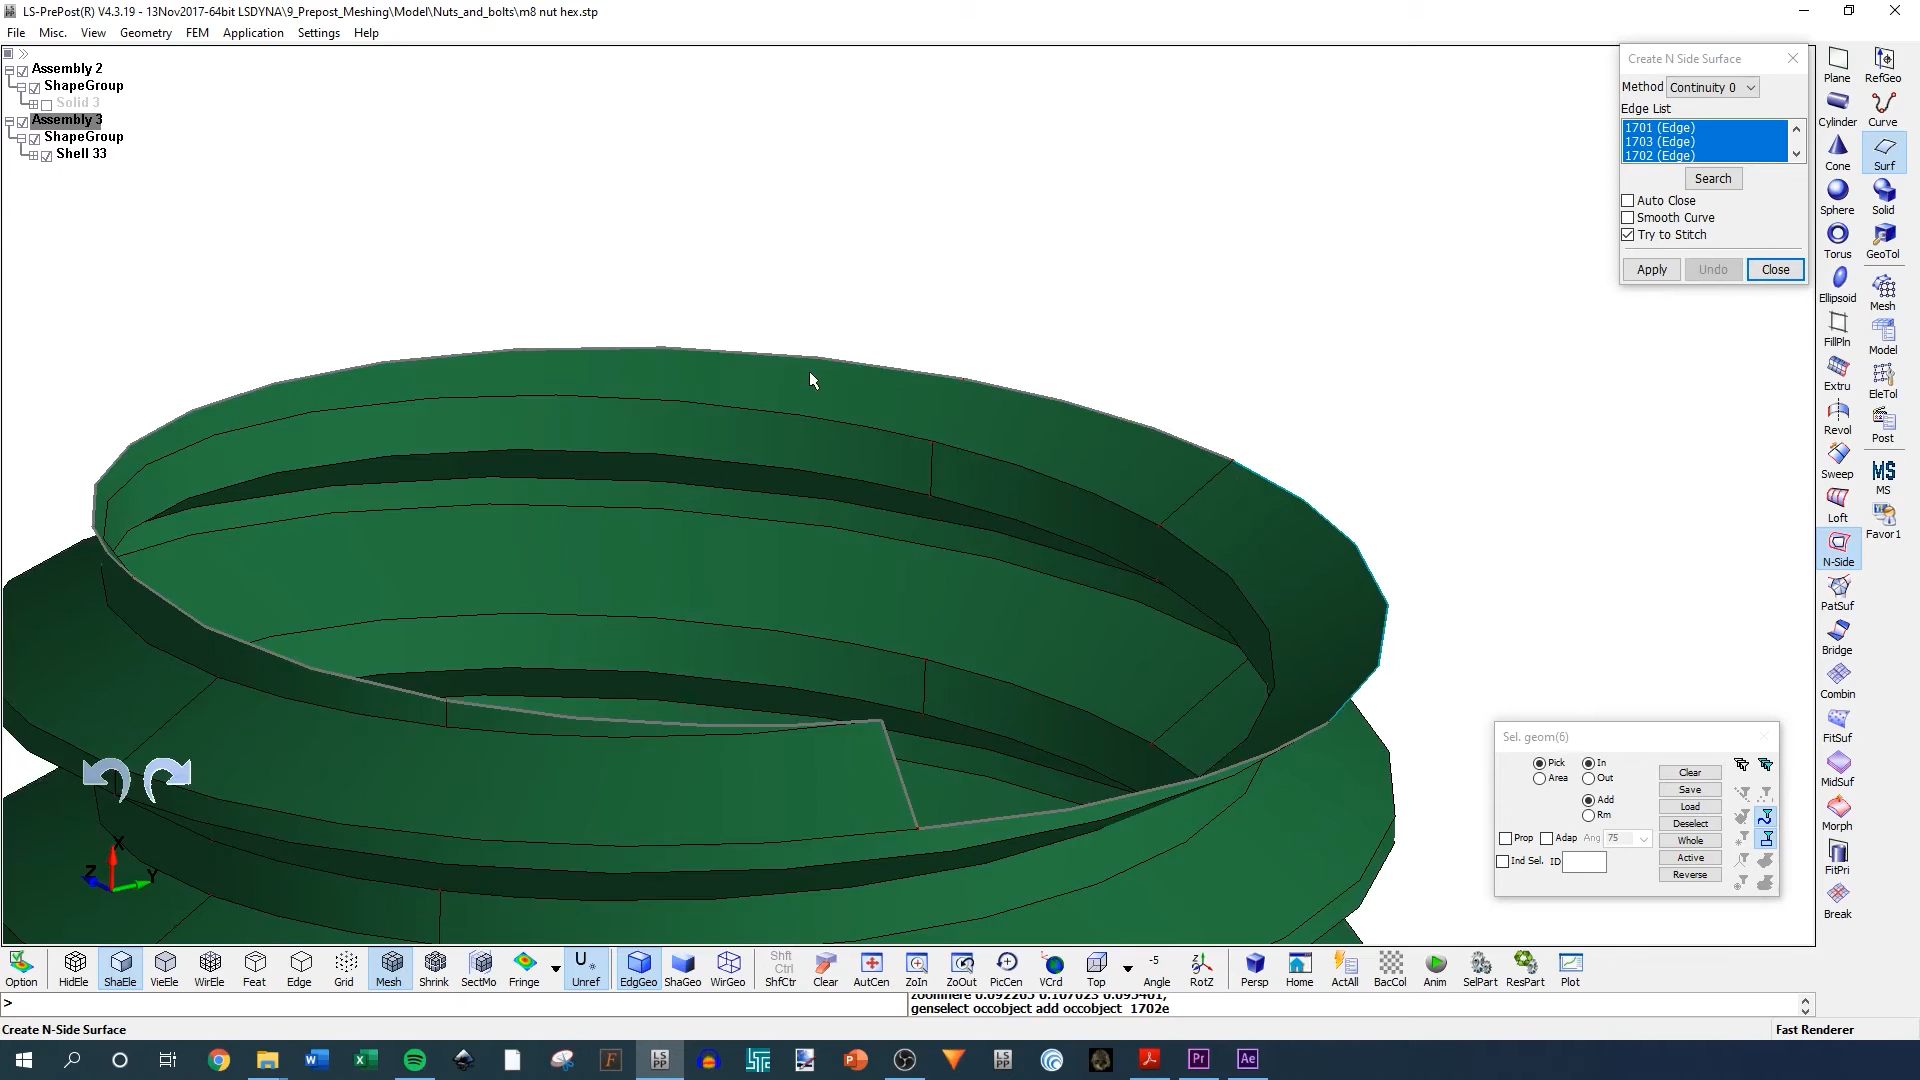 LS-PrePost(R) V4.3.19 - 13Nov2017-64bit LSDYNA\9_Prepost_Meshing\Model\Nuts_and_bolts\m8 nut hex.stp
File Misc. View Geometry FEM Application Settings Help
Assembly 2
ShapeGroup
Solid 3
Assembly 3
ShapeGroup
Shell 33
Create N Side Surface
Method Continuity 0
Edge List
1701 (Edge)
1703 (Edge)
1702 (Edge)
Search
Auto Close
Smooth Curve
Try to Stitch
Apply Undo Close
Plane RefGeo
Cylinder Curve
Cone Surf
Sphere Solid
Torus GeoTol
Ellipsoid Mesh
FillPln Model
Extru EleTol
Revol Post
Sweep MS
MS
Loft Favor1
N-Side
PatSuf
Bridge
Combin
FitSuf
MidSuf
Morph
FitPri
Break
Sel. geom(6)
Pick In Clear
Area Out Save
Add Load
Rm Deselect
Prop Adap Ang 75 Whole
Ind Sel. ID Active
Reverse
X
Z Y
Option HidEle ShaEle VieEle WirEle Feat Edge Grid Mesh Shrink SectMo Fringe Unref EdgGeo ShaGeo WirGeo Shft Ctrl ShfCtr Clear AutCen ZoIn ZoOut PicCen VCrd Top -5 Angle RotZ Persp Home ActAll BacCol Anim SelPart ResPart Plot
>
genselect occobject add occobject 1702e
Create N-Side Surface
Fast Renderer